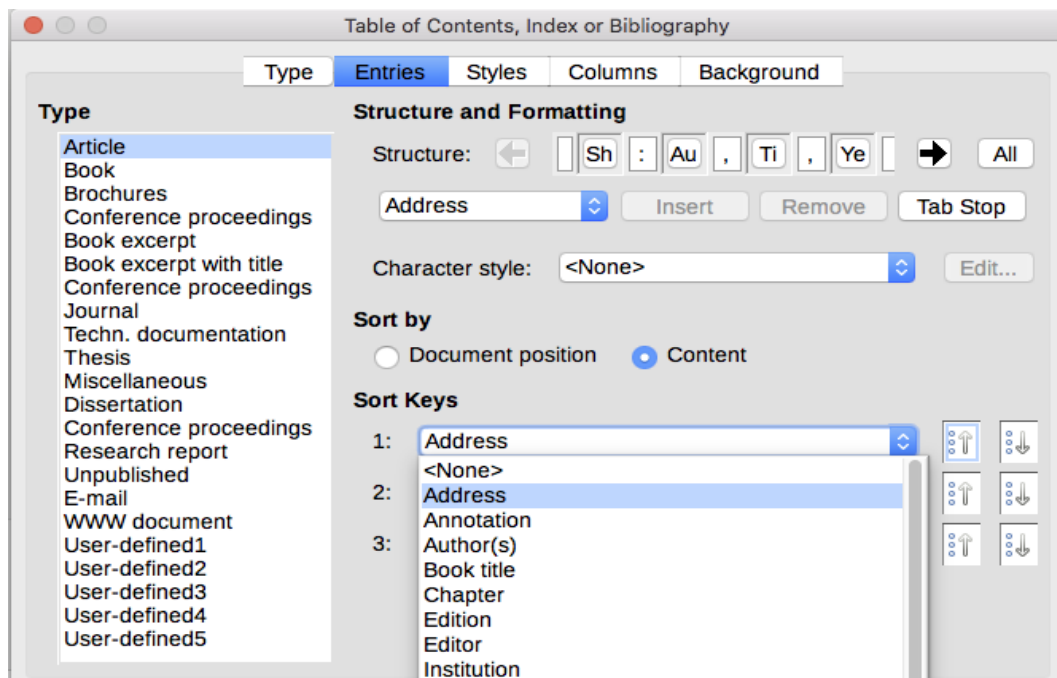 Table of Contents, Index or Bibliography
Type Entries Styles Columns Background
Type
Article
Book
Brochures
Conference proceedings
Book excerpt
Book excerpt with title
Conference proceedings
Journal
Techn. documentation
Thesis
Miscellaneous
Dissertation
Conference proceedings
Research report
Unpublished
E-mail
WWW document
User-defined1
User-defined2
User-defined3
User-defined4
User-defined5
Structure and Formatting
Structure: Sh : Au , Ti , Ye All
Address Insert Remove Tab Stop
Character style: <None> Edit...
Sort by
Document position Content
Sort Keys
1: Address
<None>
2: Address
Annotation
3: Author(s)
Book title
Chapter
Edition
Editor
Institution